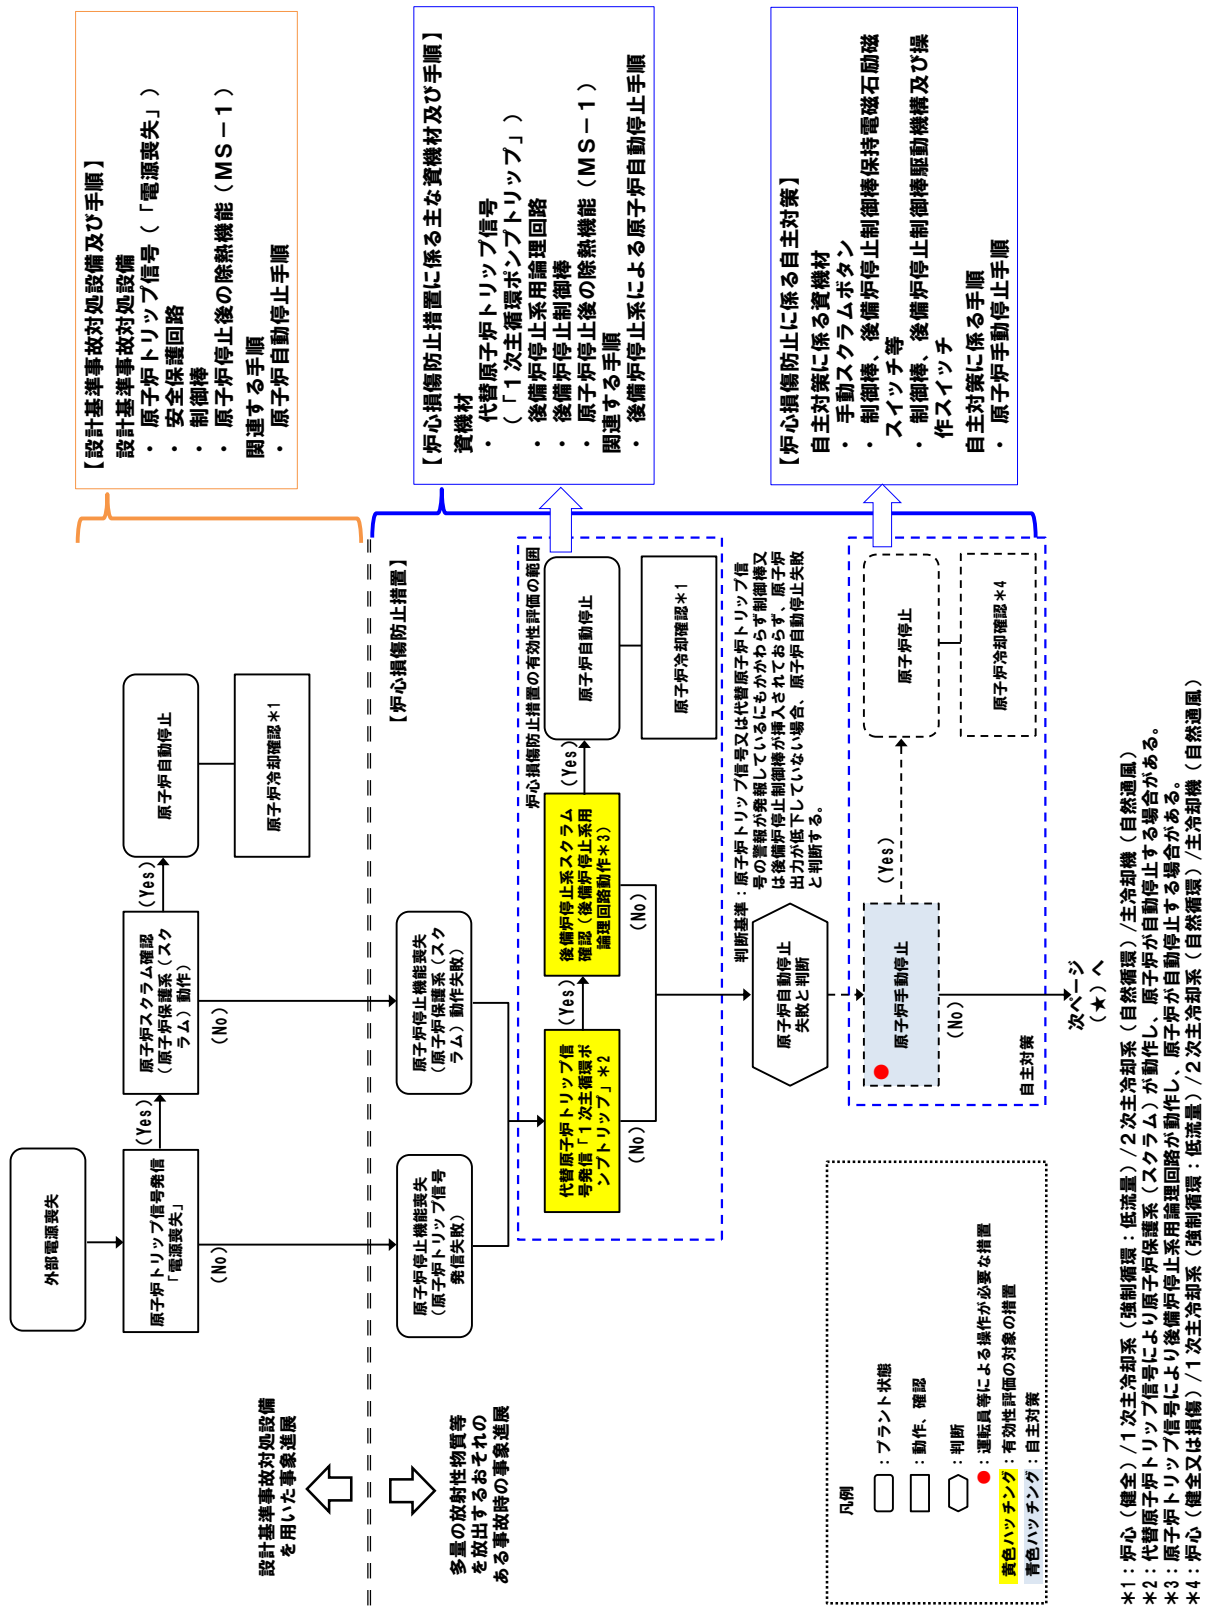 外部電源喪失
原子炉トリップ信号発信
「電源喪失」
(Yes)
(No)
原子炉スクラム確認
(原子炉保護系(スク
ラム)動作)
(Yes)
(No)
原子炉自動停止
原子炉冷却確認*1
【設計基準事故対処設備及び手順】
設計基準事故対処設備
・ 原子炉トリップ信号(「電源喪失」)
・ 安全保護回路
・ 制御棒
・ 原子炉停止後の除熱機能(MS-1)
関連する手順
・ 原子炉自動停止手順
設計基準事故対処設備
を用いた事象進展
多量の放射性物質等
を放出するおそれの
ある事故時の事象進展
【炉心損傷防止措置】
原子炉停止機能喪失
(原子炉トリップ信号
発信失敗)
原子炉停止機能喪失
(原子炉保護系(スク
ラム)動作失敗)
炉心損傷防止措置の有効性評価の範囲
代替原子炉トリップ信
号発信「1次主循環ポ
ンプトリップ」*2
(Yes)
(No)
後備炉停止系スクラム
確認(後備炉停止系用
論理回路動作*3)
(Yes)
(No)
原子炉自動停止
原子炉冷却確認*1
【炉心損傷防止措置に係る主な資機材及び手順】
資機材
・ 代替原子炉トリップ信号
(「1次主循環ポンプトリップ」)
・ 後備炉停止系用論理回路
・ 後備炉停止制御棒
・ 原子炉停止後の除熱機能(MS-1)
関連する手順
・ 後備炉停止系による原子炉自動停止手順
原子炉自動停止
失敗と判断
判断基準:原子炉トリップ信号又は代替原子炉トリップ信
号の警報が発報しているにもかかわらず制御棒又
は後備炉停止制御棒が挿入されておらず、原子炉
出力が低下していない場合、原子炉自動停止失敗
と判断する。
原子炉手動停止
(Yes)
(No)
原子炉停止
原子炉冷却確認*4
自主対策
次ページ
(★)へ
【炉心損傷防止に係る自主対策】
自主対策に係る資機材
・ 手動スクラムボタン
・ 制御棒、後備炉停止制御棒保持電磁石励磁
スイッチ等
・ 制御棒、後備炉停止制御棒駆動機構及び操
作スイッチ
自主対策に係る手順
・ 原子炉手動停止手順
凡例
:プラント状態
:動作、確認
:判断
:運転員等による操作が必要な措置
黄色ハッチング:有効性評価の対象の措置
青色ハッチング:自主対策
*1:炉心(健全)/1次主冷却系(強制循環:低流量)/2次主冷却系(自然循環)/主冷却機(自然通風)
*2:代替原子炉トリップ信号により原子炉保護系(スクラム)が動作し、原子炉が自動停止する場合がある。
*3:原子炉トリップ信号により後備炉停止系用論理回路が動作し、原子炉が自動停止する場合がある。
*4:炉心(健全又は損傷)/1次主冷却系(強制循環:低流量)/2次主冷却系(自然循環)/主冷却機(自然通風)